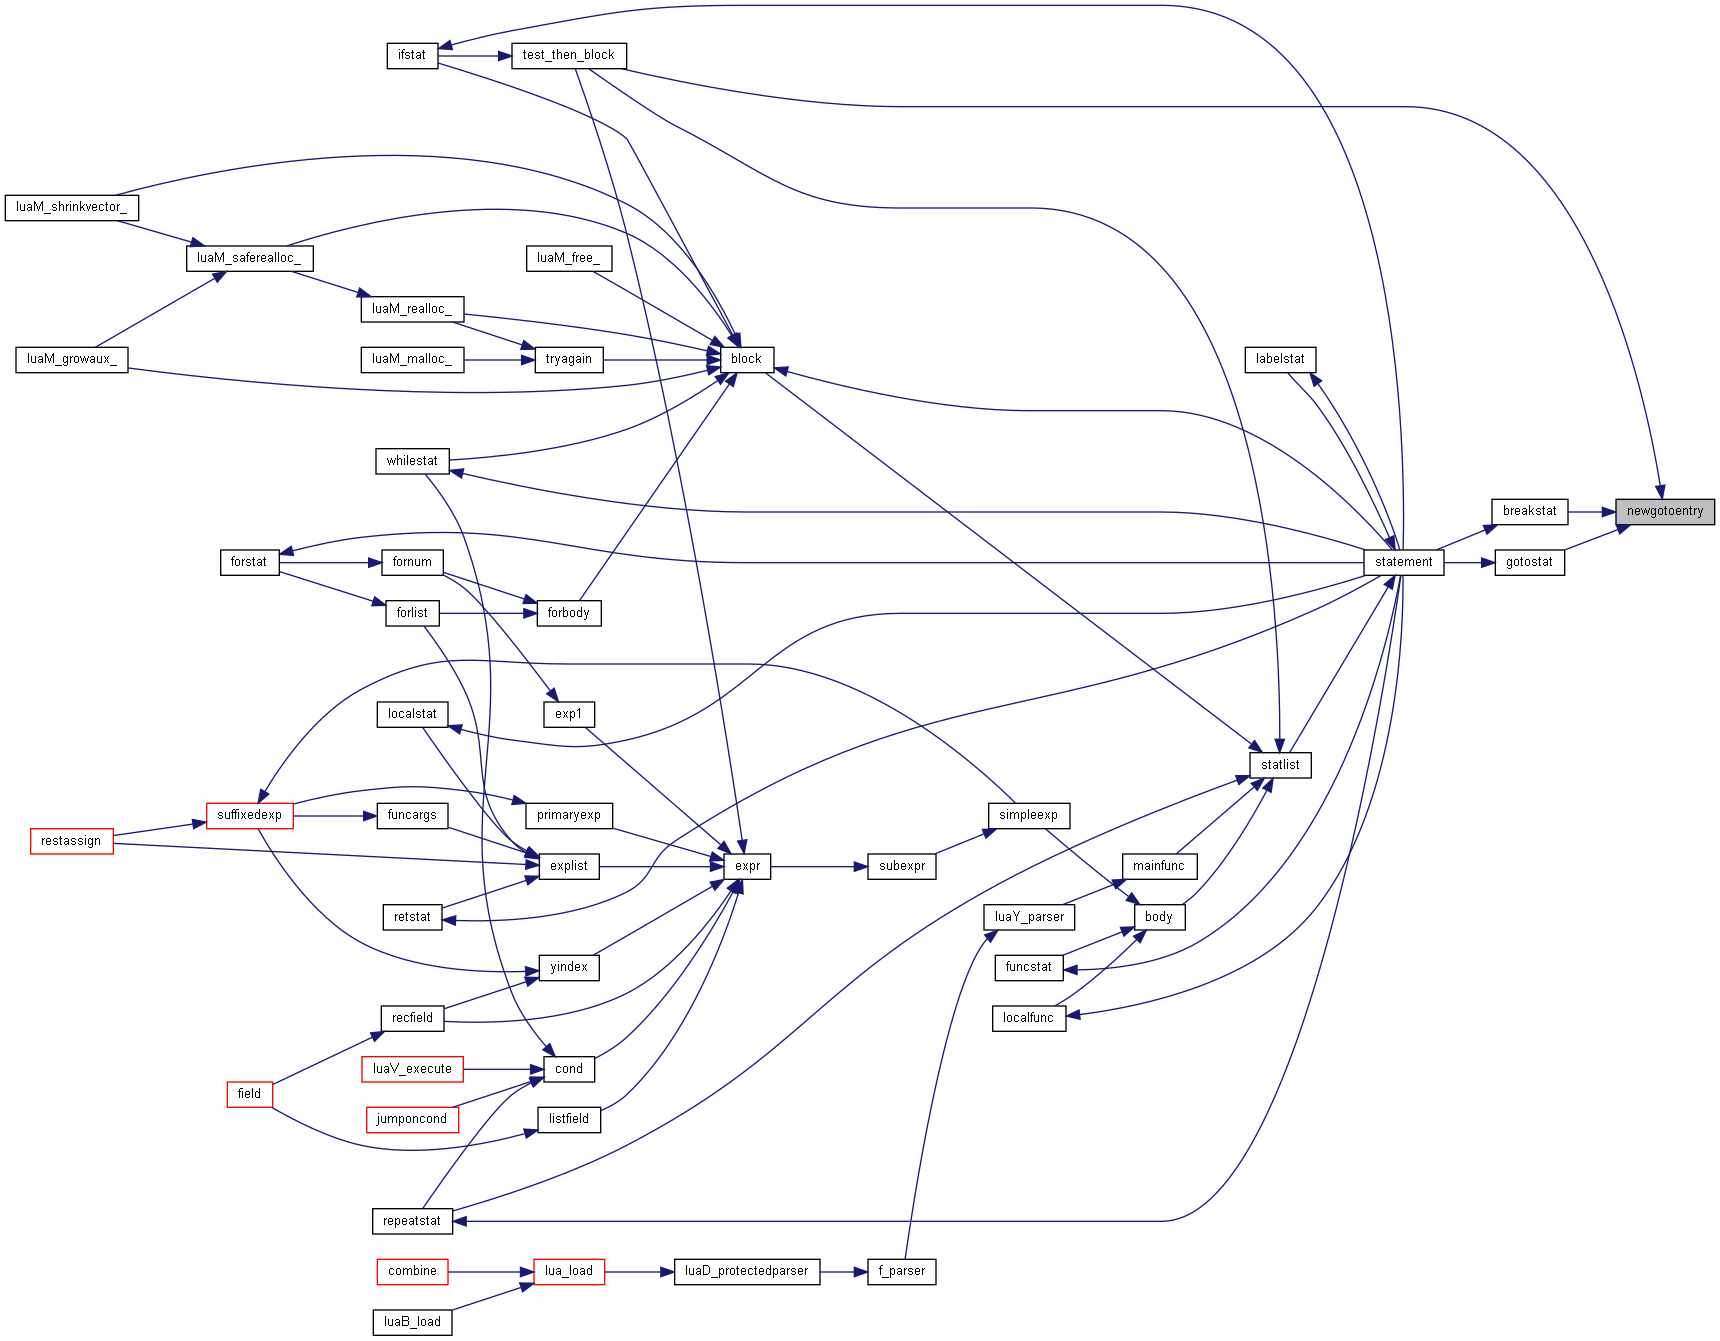 ifstat
test_then_block
luaM_shrinkvector_
luaM_saferealloc_
luaM_free_
luaM_realloc_
luaM_growaux_
luaM_malloc_
tryagain
block
labelstat
whilestat
breakstat
newgotoentry
forstat
fornum
statement
gotostat
forlist
forbody
localstat
exp1
statlist
suffixedexp
funcargs
primaryexp
simpleexp
restassign
explist
expr
subexpr
mainfunc
retstat
luaY_parser
body
yindex
funcstat
recfield
localfunc
luaV_execute
cond
field
jumponcond
listfield
repeatstat
combine
lua_load
luaD_protectedparser
f_parser
luaB_load